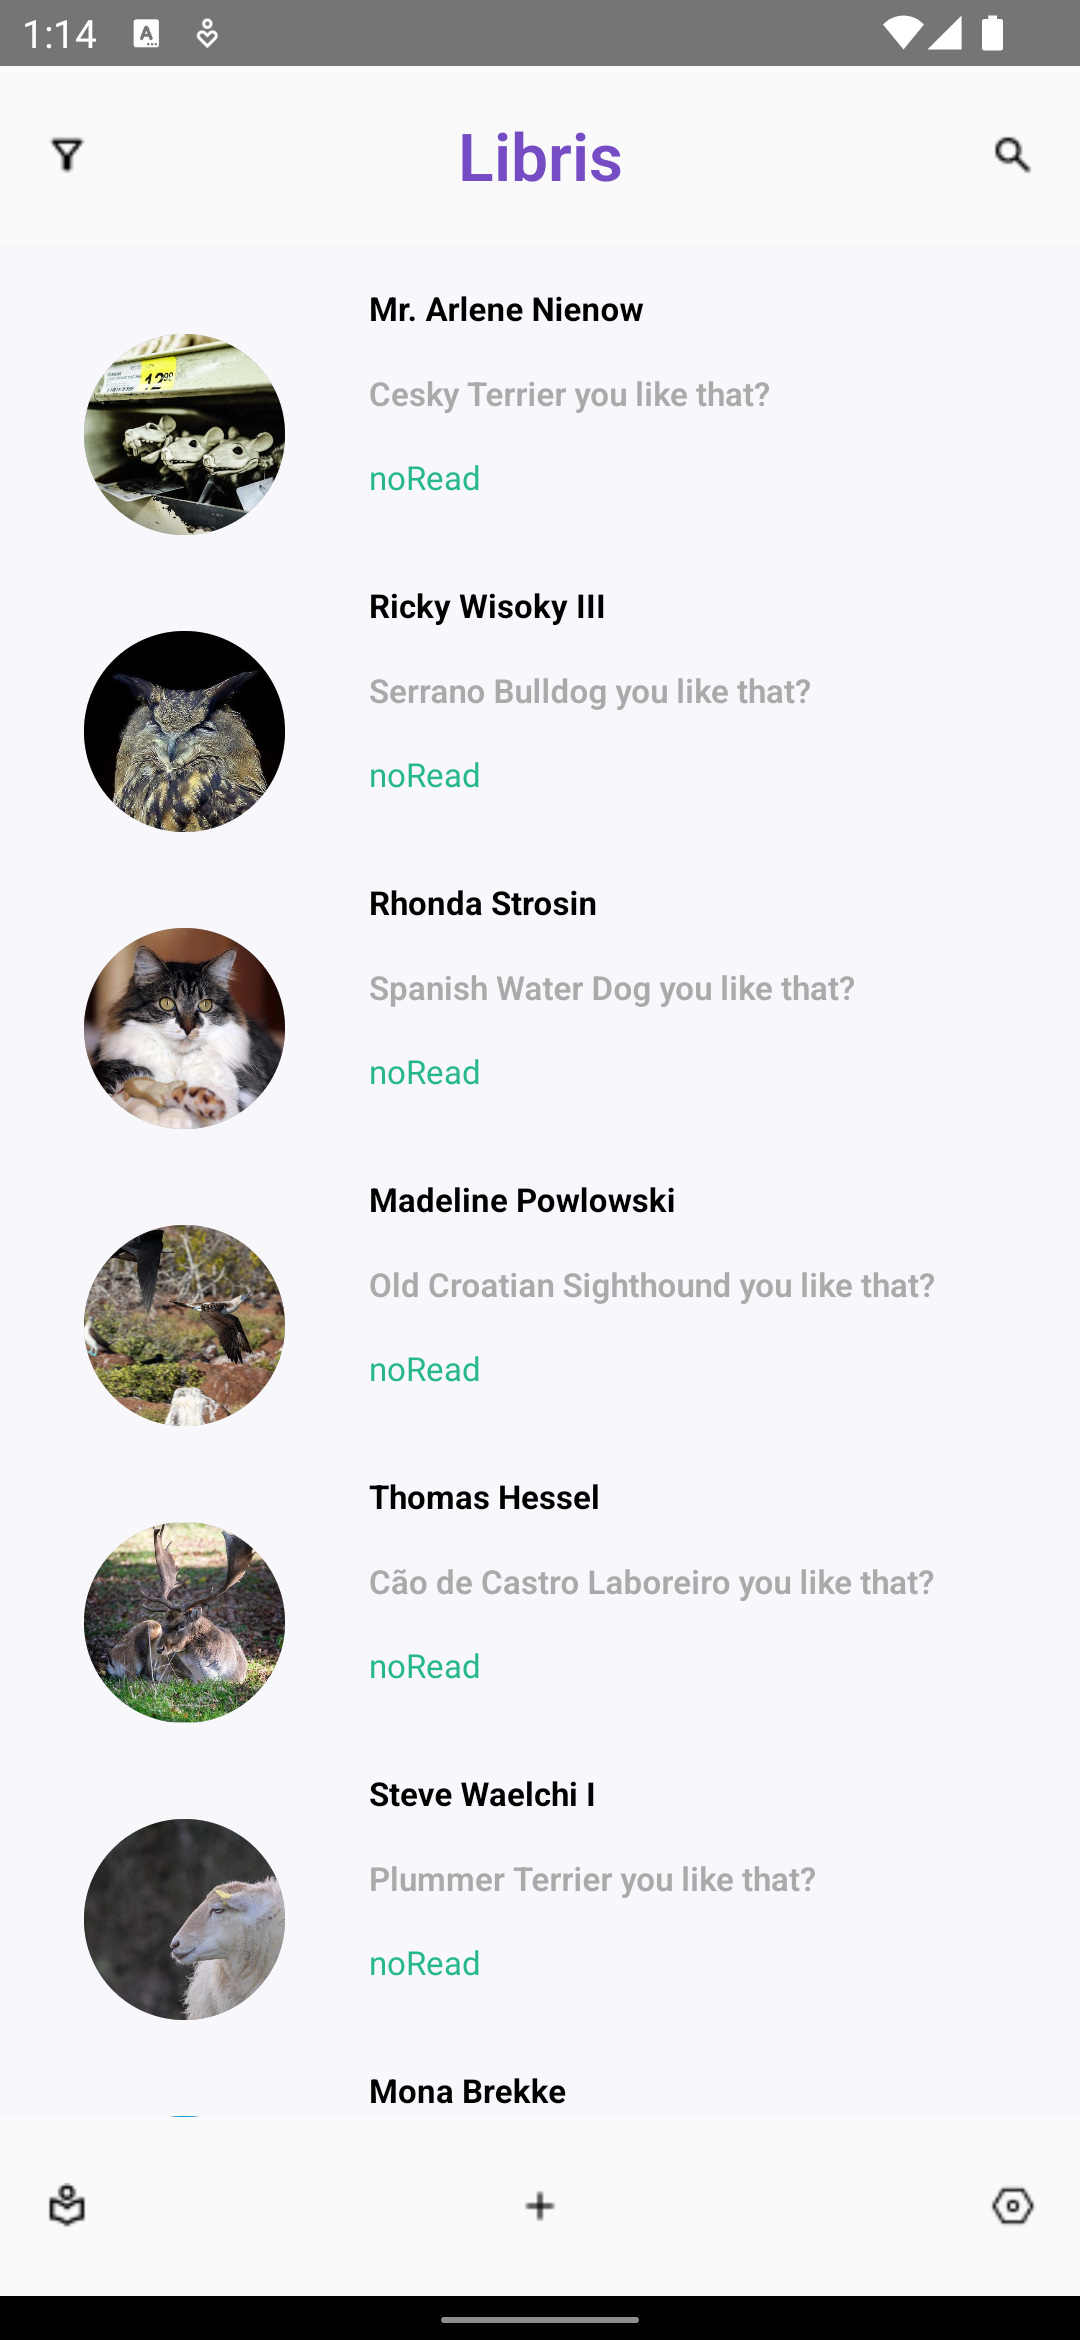 1:14
Libris
Mr. Arlene Nienow
Cesky Terrier you like that?
noRead
12⁹⁹
Ricky Wisoky III
Serrano Bulldog you like that?
noRead
Rhonda Strosin
Spanish Water Dog you like that?
noRead
Madeline Powlowski
Old Croatian Sighthound you like that?
noRead
Thomas Hessel
Cão de Castro Laboreiro you like that?
noRead
Steve Waelchi I
Plummer Terrier you like that?
noRead
Mona Brekke